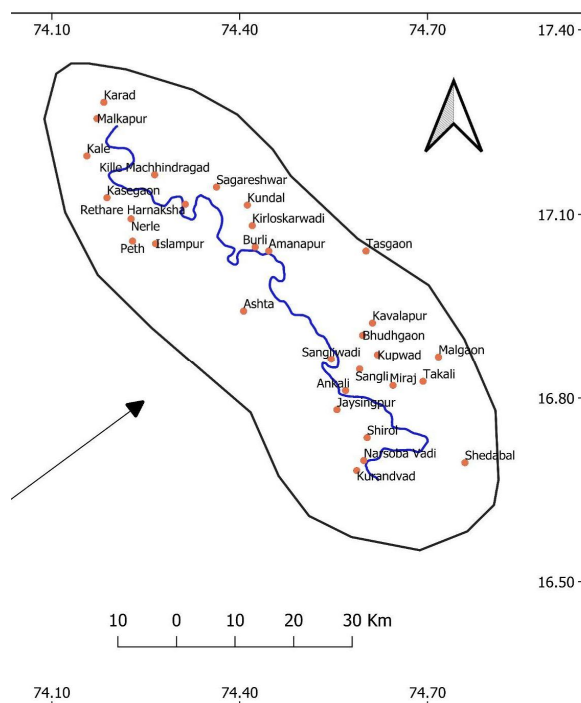 74.10 74.40 74.70 17.40
Karad
Malkapur
Kale
Kille Machhindragad
Sagareshwar
Kasegaon
Kundal
Rethare Harnaksha
17.10
Nerle
Kirloskarwadi
Peth Islampur
Burli Amanapur
Tasgaon
Ashta
Kavalapur
Bhudhgaon
Sangliwadi
Kupwad
Malgaon
Sangli
Miraj Takali
Ankali
16.80
Jaysingpur
Shirol
Narsoba Vadi
Shedabal
Kurandvad
16.50
10 0 10 20 30 Km
74.10 74.40 74.70